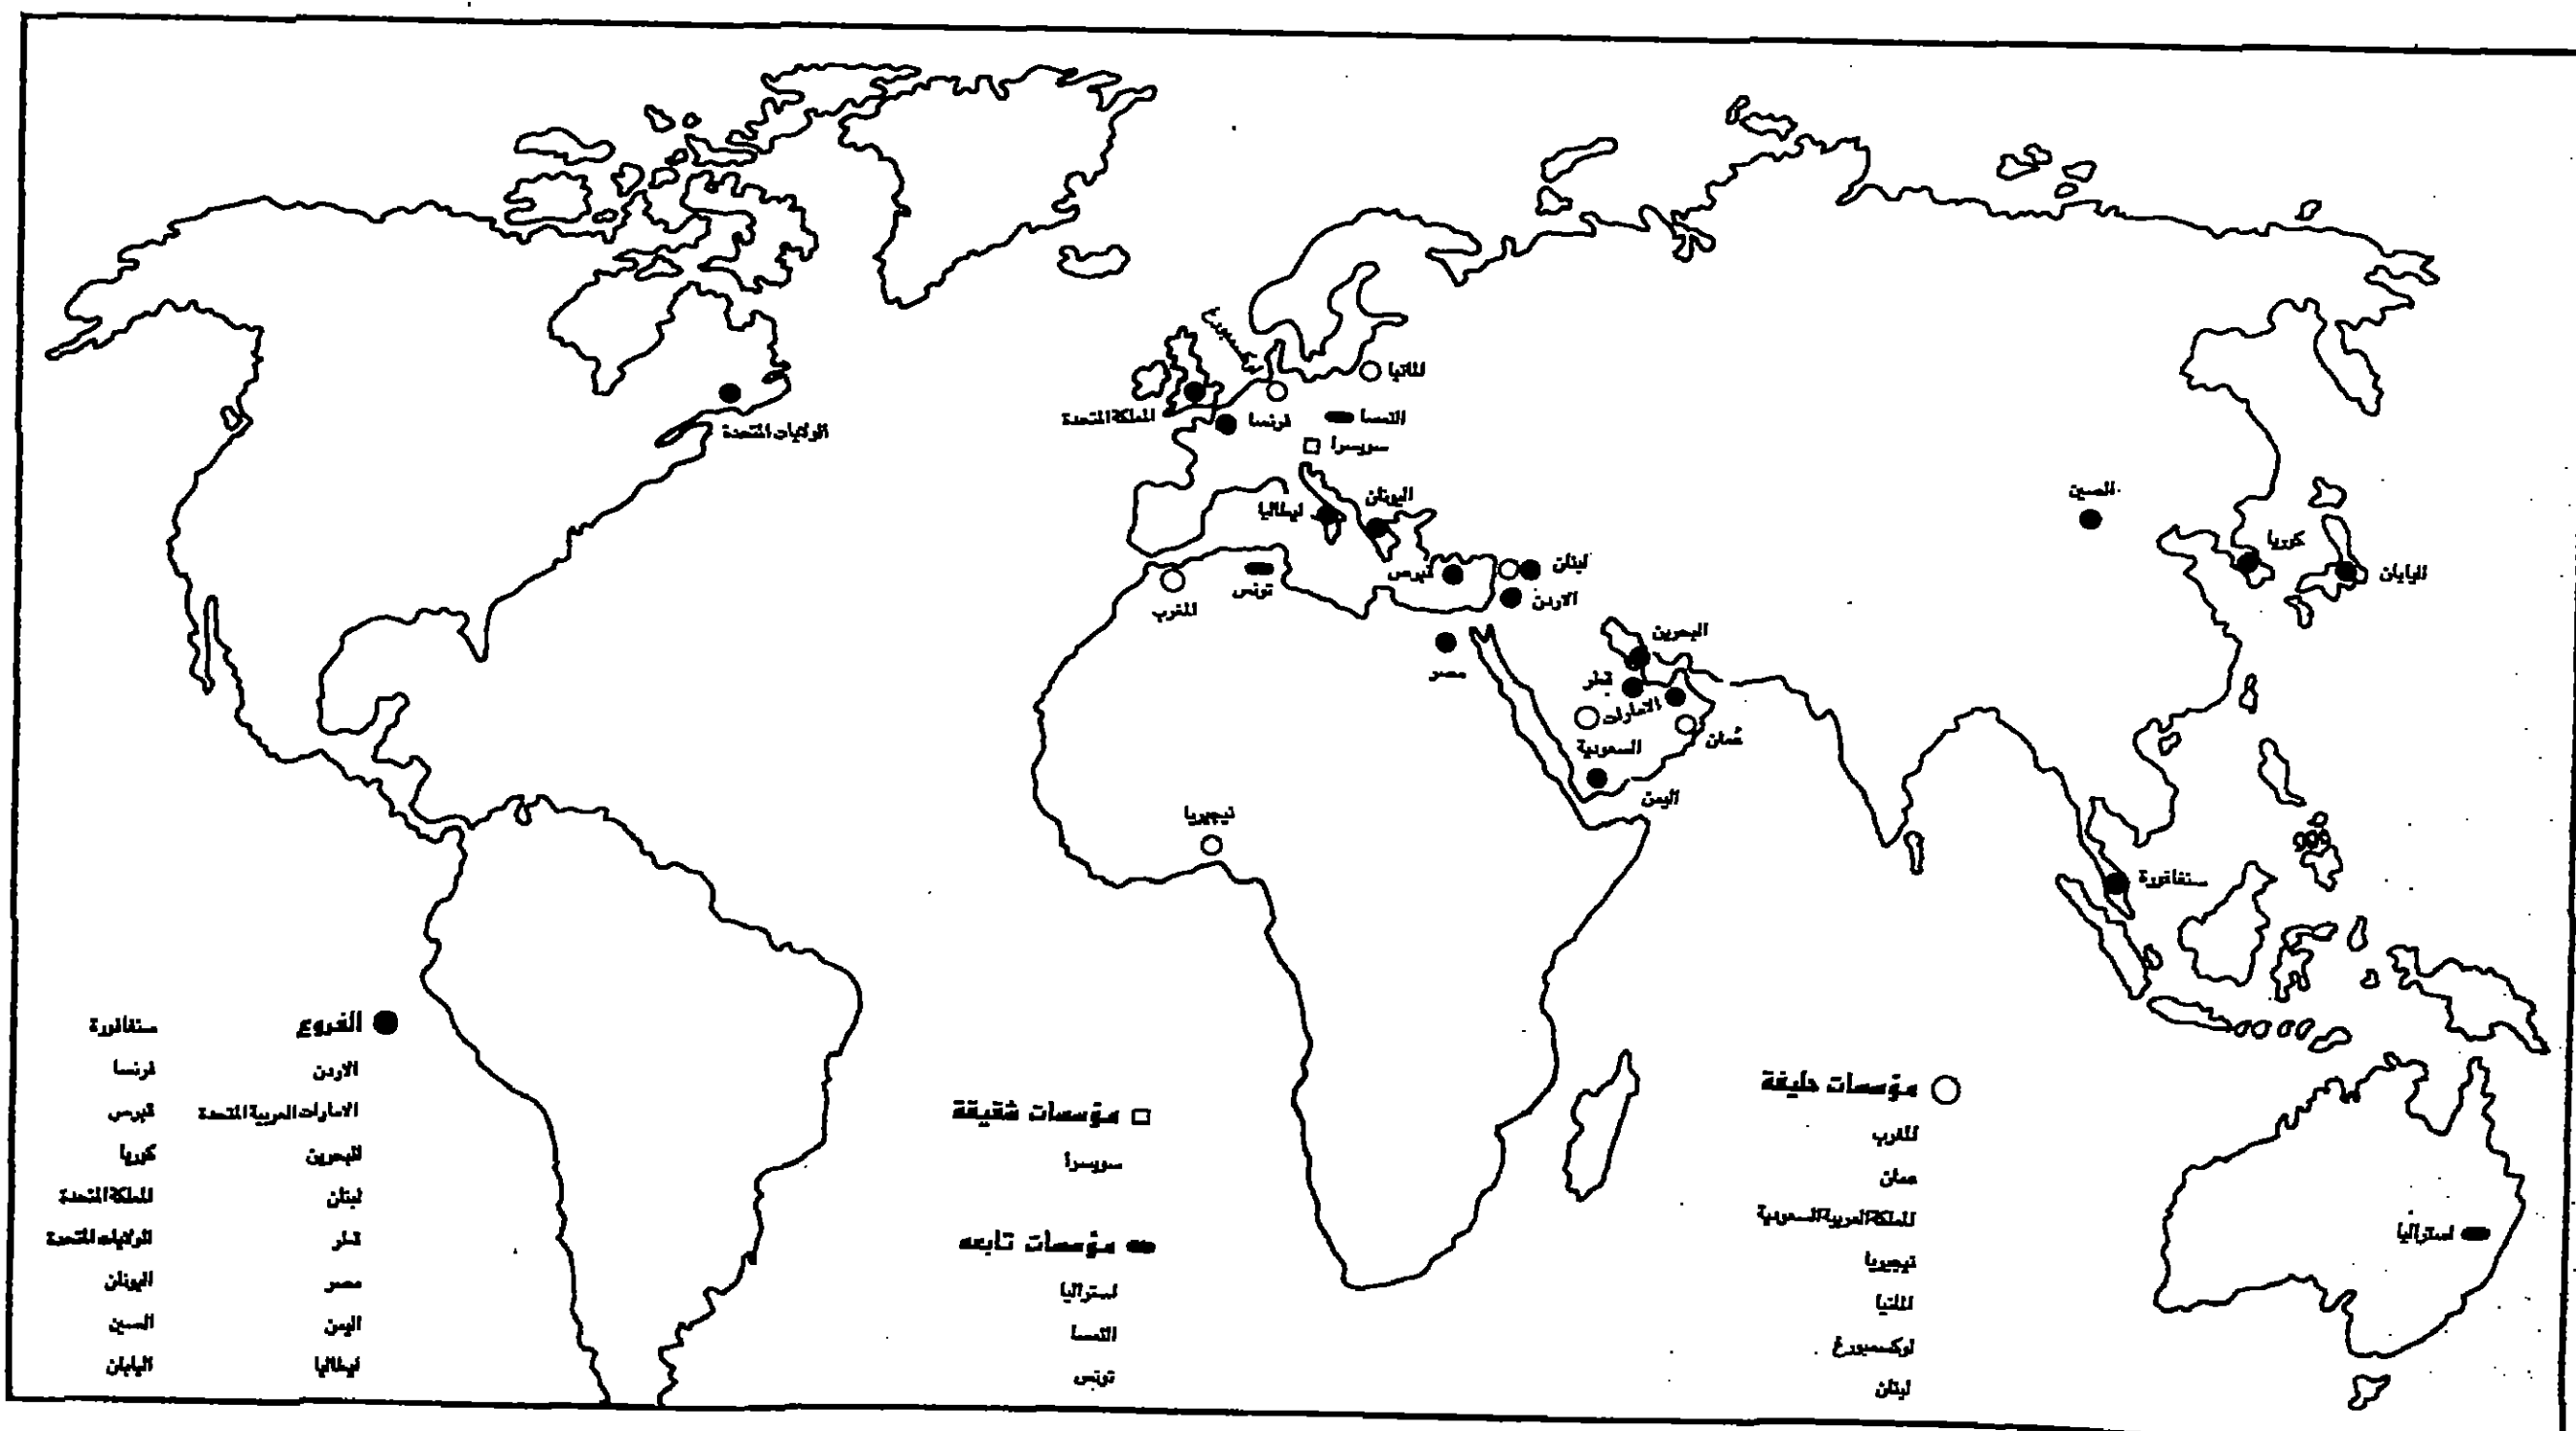 الولايات المتحدة
المملكة المتحدة
فرنسا
المانيا
النمسا
سويسرا
ايطاليا
اليونان
قبرص
لبنان
الاردن
المغرب
تونس
مصر
البحرين
قطر
الامارات
السعودية
عُمان
اليمن
نيجيريا
الصين
كوريا
اليابان
سنغافورة
استراليا
● الفروع
الاردن
الامارات العربية المتحدة
البحرين
لبنان
قطر
مصر
اليمن
ايطاليا
سنغافورة
فرنسا
قبرص
كوريا
المملكة المتحدة
الولايات المتحدة
اليونان
الصين
اليابان
□ مؤسسات شقيقة
سويسرا
مؤسسات تابعه
استراليا
النمسا
تونس
○ مؤسسات حليفة
المغرب
عمان
المملكة العربية السعودية
نيجيريا
المانيا
لوكسمبورغ
لبنان